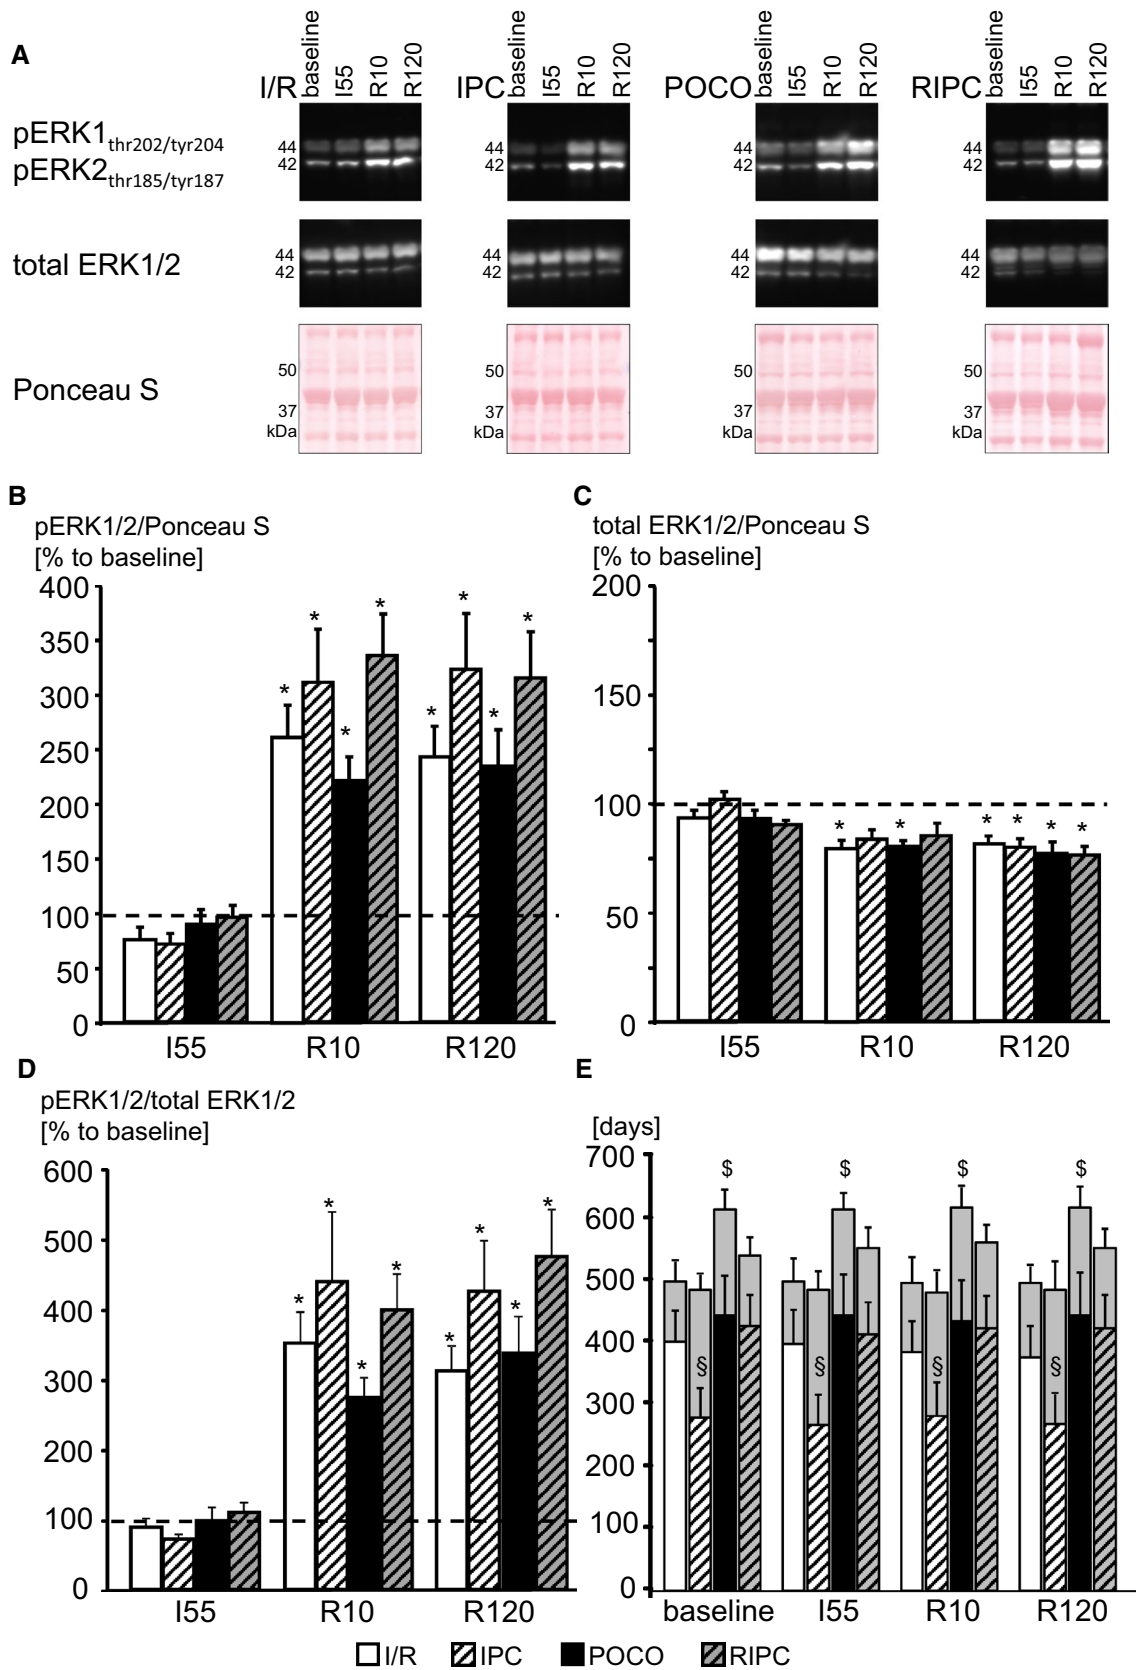 A
I/R baseline I55 R10 R120
IPC baseline I55 R10 R120
POCO baseline I55 R10 R120
RIPC baseline I55 R10 R120
pERK1thr202/tyr204
pERK2thr185/tyr187
44 44 44 44
42 42 42 42
total ERK1/2
44 44 44 44
42 42 42 42
Ponceau S
50 50 50 50
37 37 37 37
kDa kDa kDa kDa
B
pERK1/2/Ponceau S
[% to baseline]
400
350
300
250
200
150
100
50
0
* * * * * * * *
I55 R10 R120
C
total ERK1/2/Ponceau S
[% to baseline]
200
150
100
50
0
* * * * * *
I55 R10 R120
D
pERK1/2/total ERK1/2
[% to baseline]
600
500
400
300
200
100
0
* * * * * * * *
I55 R10 R120
E
[days]
700
600
500
400
300
200
100
0
$ $ $ $
§ § § §
baseline I55 R10 R120
I/R IPC POCO RIPC